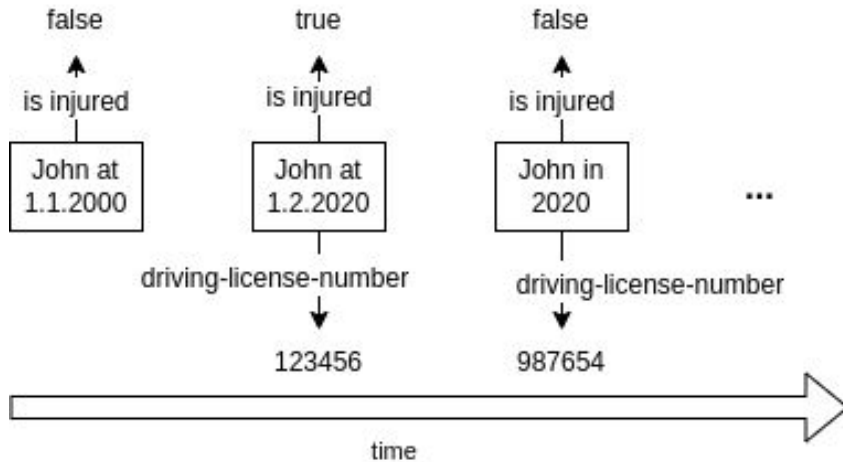 false true false
is injured is injured is injured
John at
1.1.2000
John at
1.2.2020
John in
2020
...
driving-license-number driving-license-number
123456 987654
time